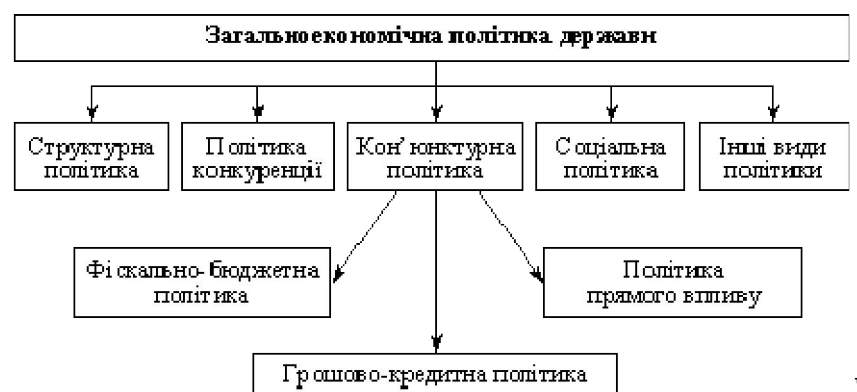 Загальноекономічна політика держави
Структурна
політика
Політика
конкуренції
Кон’юнктурна
політика
Соціальна
політика
Інші види
політики
Фіскально-бюджетна
політика
Політика
прямого впливу
Грошово-кредитна політика